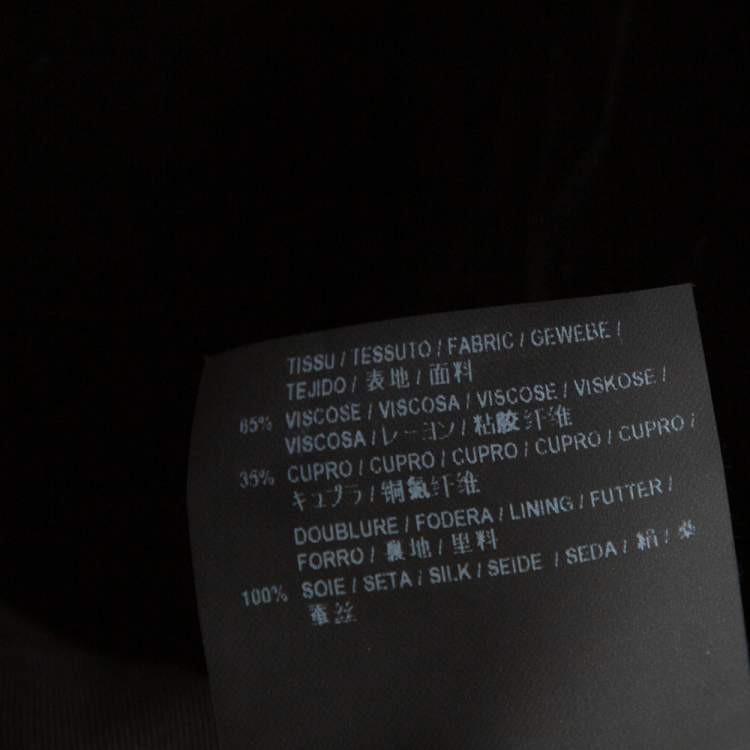 TISSU / TESSUTO / FABRIC / GEWEBE /
TEJIDO / 表地 / 面料
65% VISCOSE / VISCOSA / VISCOSE / VISKOSE /
VISCOSA / レーヨン / 粘胶纤维
35% CUPRO / CUPRO / CUPRO / CUPRO / CUPRO /
キュプラ / 铜氨纤维
DOUBLURE / FODERA / LINING / FUTTER /
FORRO / 裏地 / 里料
100% SOIE / SETA / SILK / SEIDE / SEDA / 絹 / 桑
蚕丝